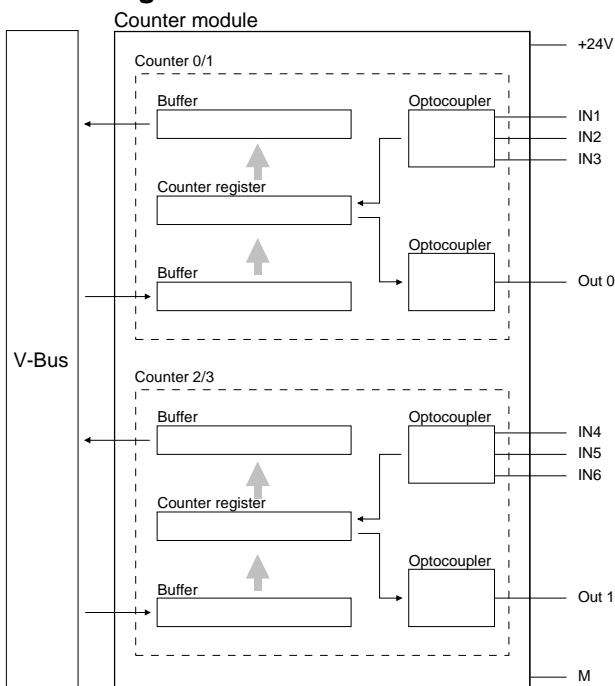 Counter module
+24V
Counter 0/1
Buffer
Optocoupler
IN1
IN2
IN3
Counter register
Optocoupler
Buffer
Out 0
V-Bus
Counter 2/3
Buffer
Optocoupler
IN4
IN5
IN6
Counter register
Optocoupler
Buffer
Out 1
M